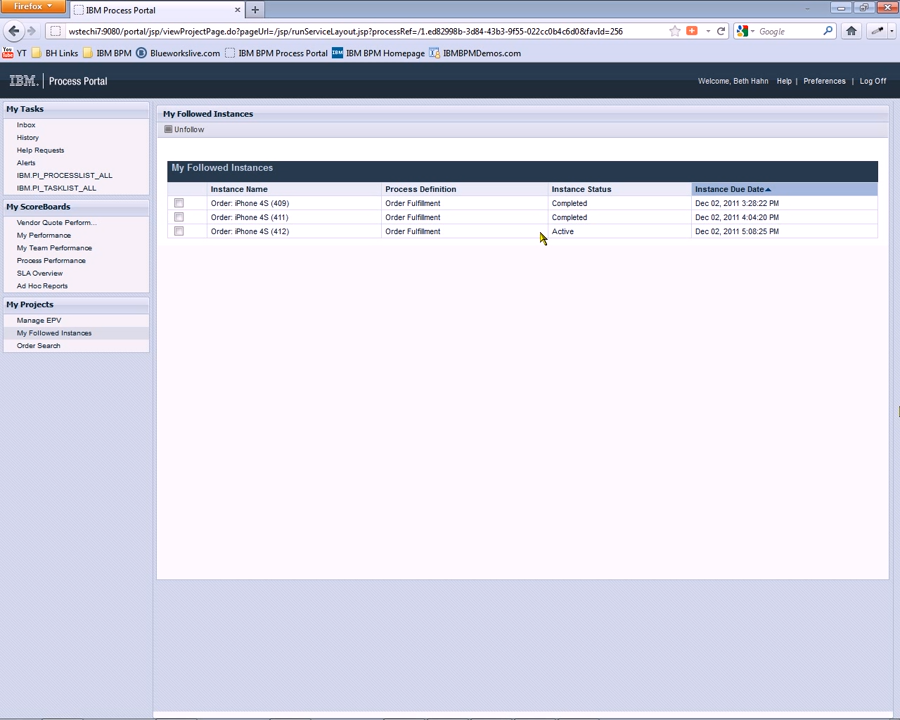 Firefox
IBM Process Portal
wstechi7:9080/portal/jsp/viewProjectPage.do?pageUrl=/jsp/runServiceLayout.jsp?processRef=/1.ed82998b-3d84-43b3-9f55-022cc0b4c6d0&favId=256
Google
YT BH Links IBM BPM Blueworkslive.com IBM BPM Process Portal IBM BPM Homepage IBMBPMDemos.com
IBM. Process Portal
Welcome, Beth Hahn Help | Preferences | Log Off
My Tasks
Inbox
History
Help Requests
Alerts
IBM.PI_PROCESSLIST_ALL
IBM.PI_TASKLIST_ALL
My ScoreBoards
Vendor Quote Perform...
My Performance
My Team Performance
Process Performance
SLA Overview
Ad Hoc Reports
My Projects
Manage EPV
My Followed Instances
Order Search
My Followed Instances
Unfollow
My Followed Instances
Instance Name Process Definition Instance Status Instance Due Date
Order: iPhone 4S (409) Order Fulfillment Completed Dec 02, 2011 3:28:22 PM
Order: iPhone 4S (411) Order Fulfillment Completed Dec 02, 2011 4:04:20 PM
Order: iPhone 4S (412) Order Fulfillment Active Dec 02, 2011 5:08:25 PM